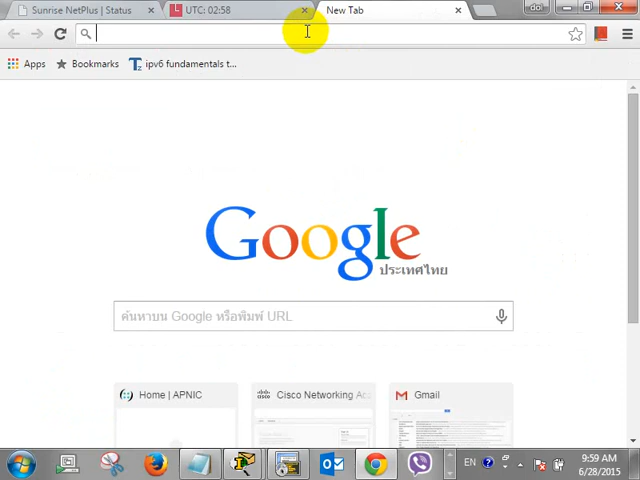 Sunrise NetPlus | Status
UTC: 02:58
New Tab
doi
Apps
Bookmarks
ipv6 fundamentals t...
Google
ประเทศไทย
ค้นหาบน Google หรือพิมพ์ URL
Home | APNIC
Cisco Networking Ac
Gmail
EN
9:59 AM
6/28/2015